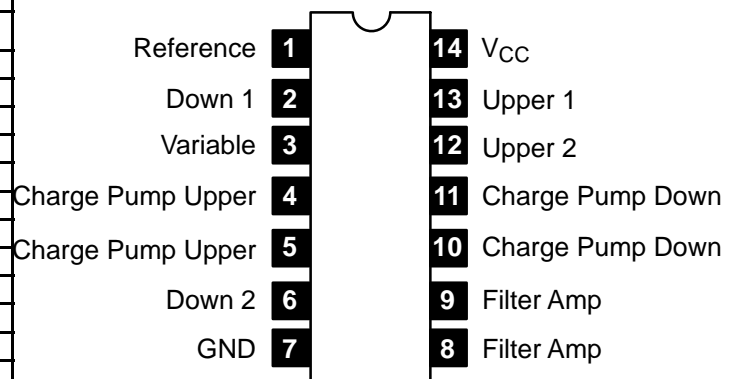 Reference 1 14 VCC
Down 1 2 13 Upper 1
Variable 3 12 Upper 2
Charge Pump Upper 4 11 Charge Pump Down
Charge Pump Upper 5 10 Charge Pump Down
Down 2 6 9 Filter Amp
GND 7 8 Filter Amp